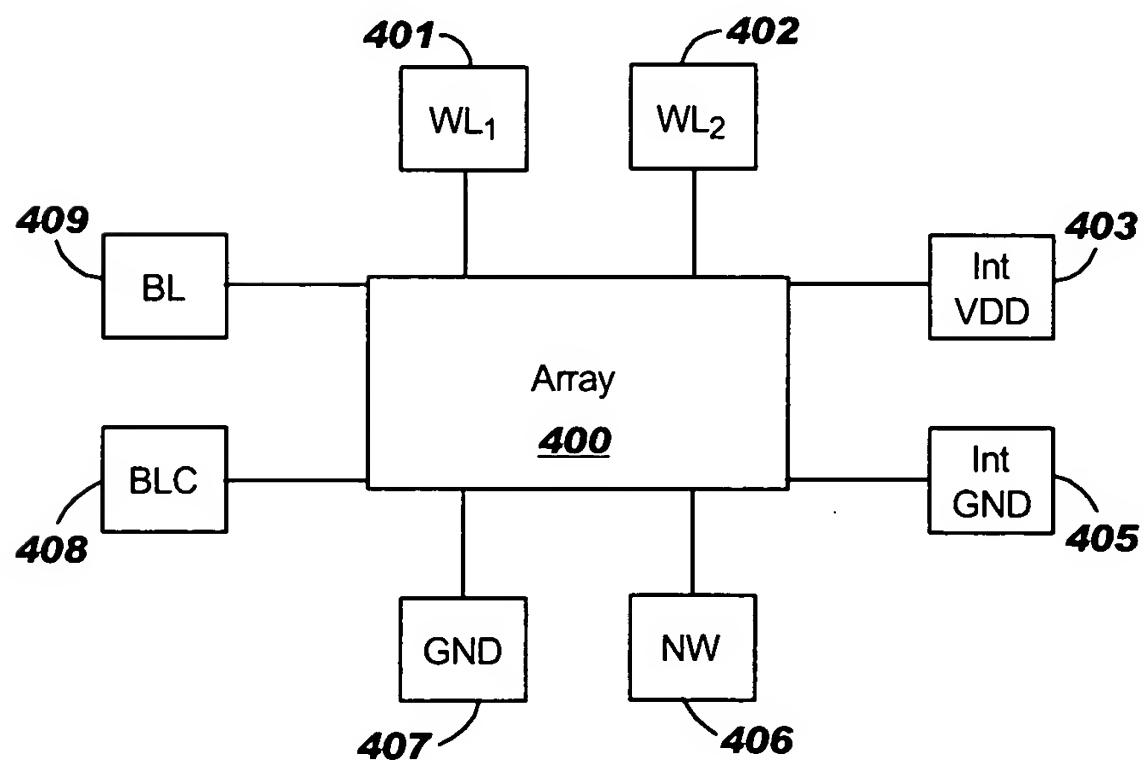 401
402
WL₁
WL₂
409
403
BL
Int
VDD
Array
400
BLC
Int
GND
408
405
GND
NW
407
406